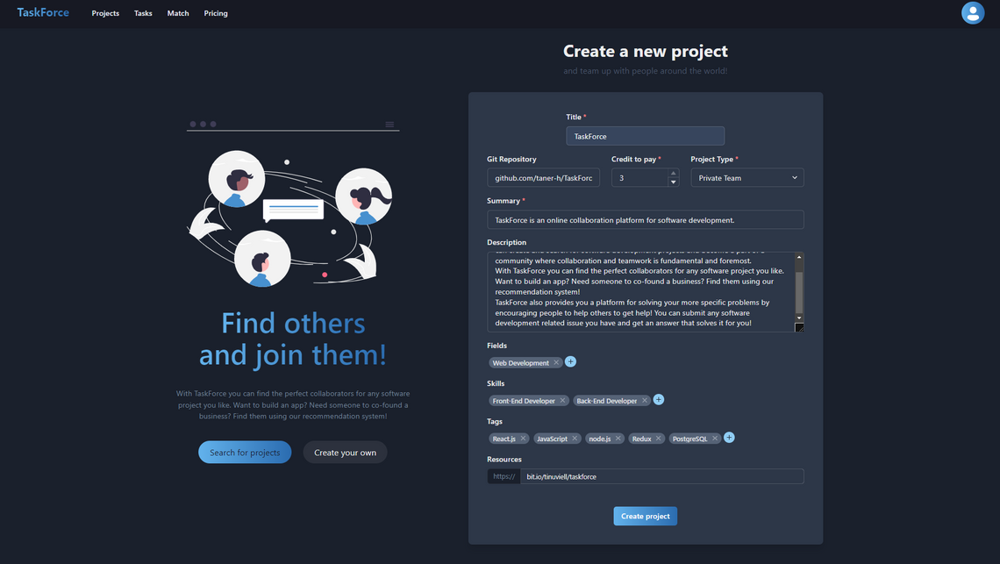 TaskForce
Projects Tasks Match Pricing
Create a new project
and team up with people around the world!
Title *
TaskForce
Git Repository Credit to pay * Project Type *
github.com/taner-h/TaskForc 3 Private Team
Summary *
TaskForce is an online collaboration platform for software development.
Description
community where collaboration and teamwork is fundamental and foremost.
With TaskForce you can find the perfect collaborators for any software project you like.
Want to build an app? Need someone to co-found a business? Find them using our
recommendation system!
TaskForce also provides you a platform for solving your more specific problems by
encouraging people to help others to get help! You can submit any software
development related issue you have and get an answer that solves it for you!
Fields
Web Development
Skills
Front-End Developer Back-End Developer
Tags
React.js JavaScript node.js Redux PostgreSQL
Resources
https:// bit.io/tinuviell/taskforce
Create project
Find others
and join them!
With TaskForce you can find the perfect collaborators for any software
project you like. Want to build an app? Need someone to co-found a
business? Find them using our recommendation system!
Search for projects Create your own